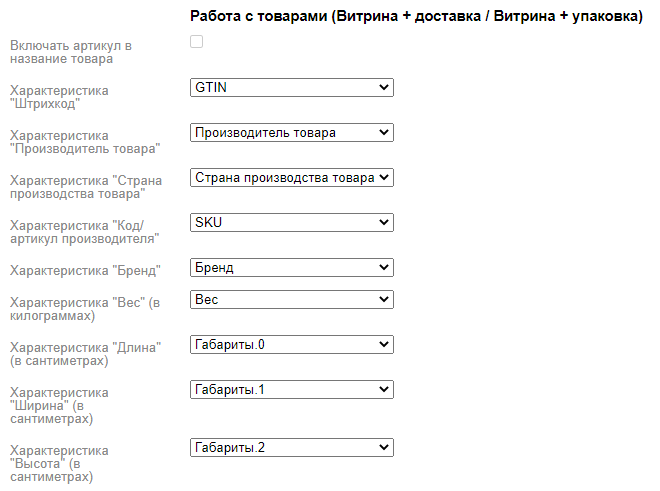 Работа с товарами (Витрина + доставка / Витрина + упаковка)
Включать артикул в
название товара
Характеристика
"Штрихкод"
GTIN
Характеристика
"Производитель товара"
Производитель товара
Характеристика "Страна
производства товара"
Страна производства товара
Характеристика "Код/
артикул производителя"
SKU
Характеристика "Бренд"
Бренд
Характеристика "Вес" (в
килограммах)
Вес
Характеристика "Длина"
(в сантиметрах)
Габариты.0
Характеристика
"Ширина" (в
сантиметрах)
Габариты.1
Характеристика
"Высота" (в
сантиметрах)
Габариты.2